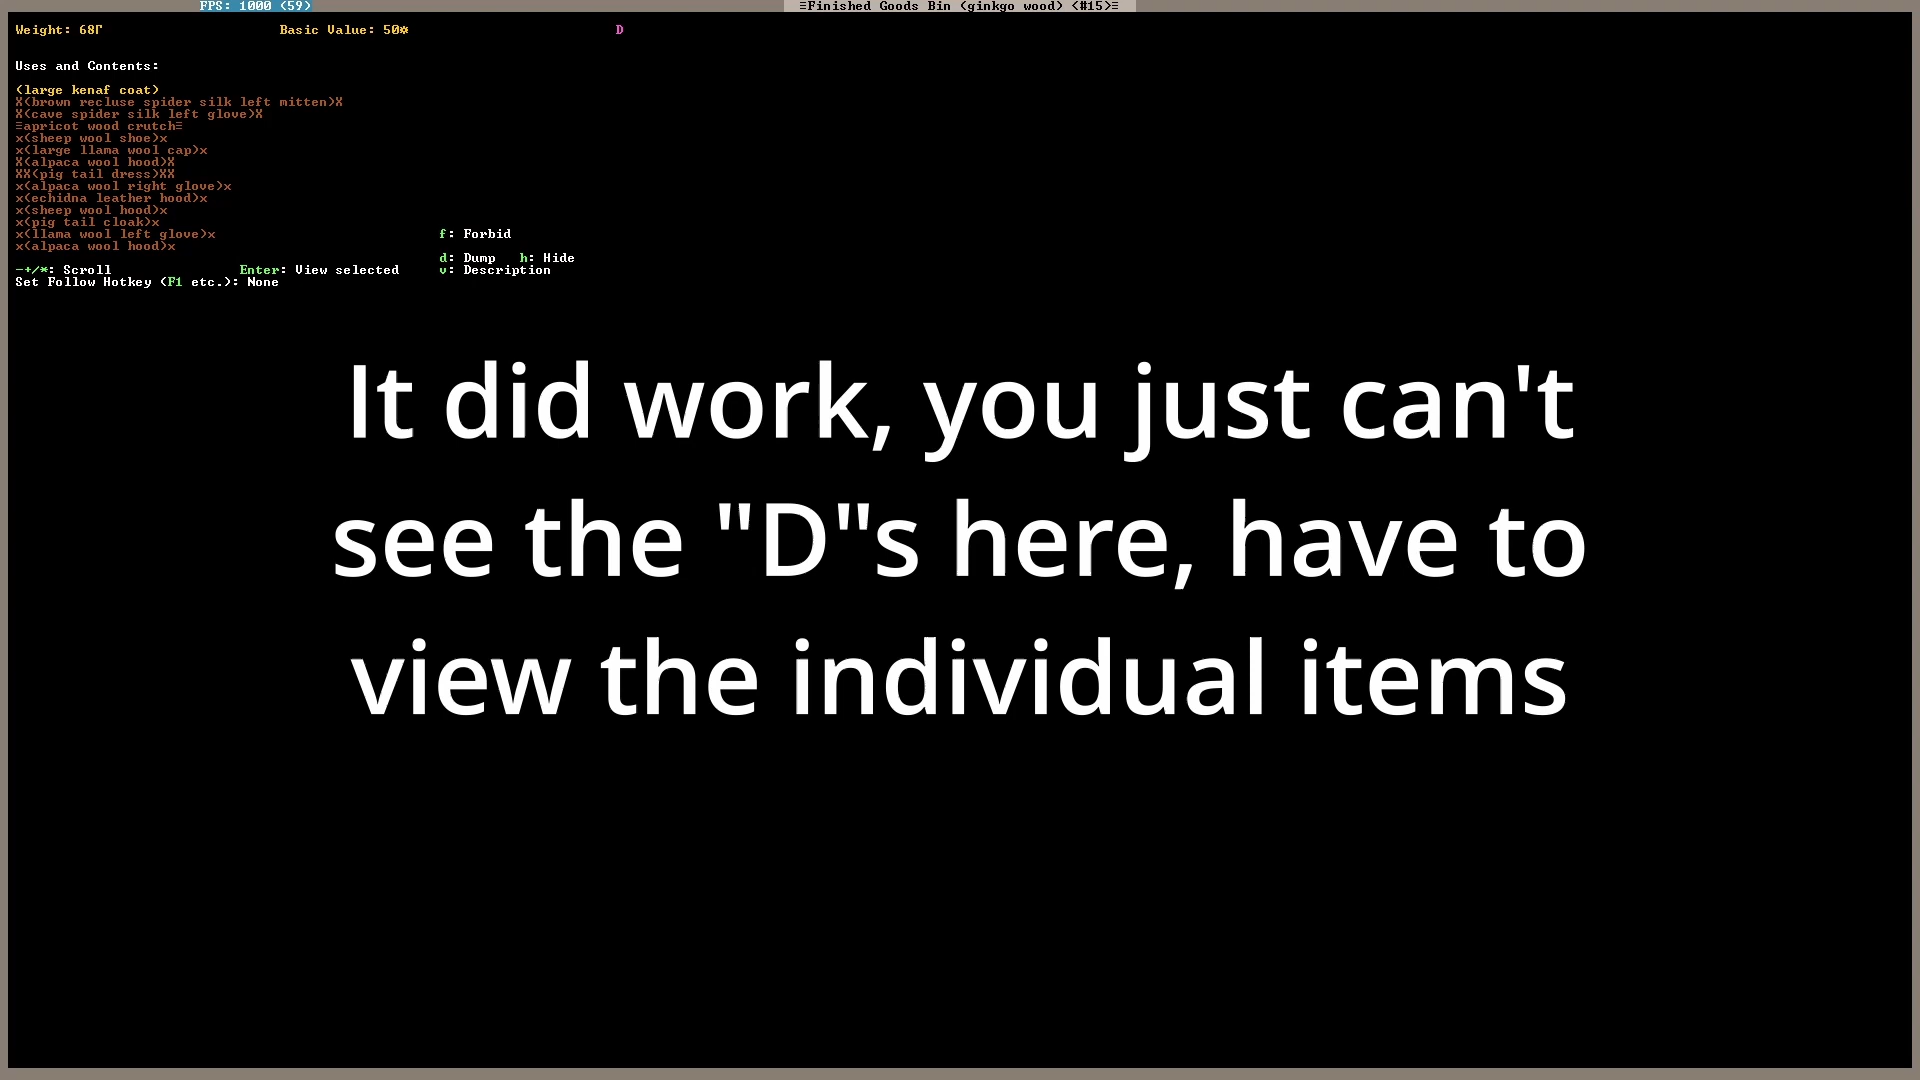 FPS: 1000 (59) ≡Finished Goods Bin (ginkgo wood) <#15>≡
Weight: 68Γ Basic Value: 50☼ D
Uses and Contents:
(large kenaf coat)
X(brown recluse spider silk left mitten)X
X(cave spider silk left glove)X
≡apricot wood crutch≡
x(sheep wool shoe)x
x(large llama wool cap)x
X(alpaca wool hood)X
XX(pig tail dress)XX
x(alpaca wool right glove)x
x(echidna leather hood)x
x(sheep wool hood)x
x(pig tail cloak)x
x(llama wool left glove)x f: Forbid
x(alpaca wool hood)x
d: Dump h: Hide
-+/*: Scroll Enter: View selected v: Description
Set Follow Hotkey (F1 etc.): None
It did work, you just can't
see the "D"s here, have to
view the individual items